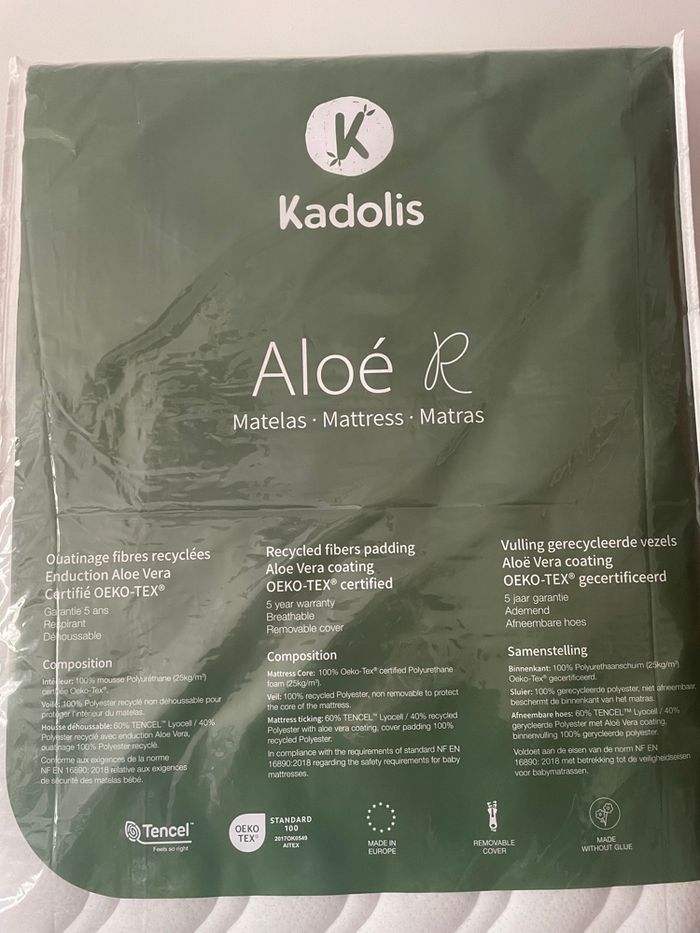 K
Kadolis
Aloé R
Matelas · Mattress · Matras
Ouatinage fibres recyclées
Enduction Aloe Vera
Certifié OEKO-TEX®
Garantie 5 ans
Respirant
Déhoussable
Composition
Intérieur: 100% mousse Polyuréthane (25kg/m³)
certifiée Oeko-Tex®.
Voile: 100% Polyester recyclé non déhoussable pour
protéger l'intérieur du matelas.
Housse déhoussable: 60% TENCEL™ Lyocell / 40%
Polyester recyclé avec enduction Aloe Vera,
ouatinage 100% Polyester recyclé.
Conforme aux exigences de la norme
NF EN 16890: 2018 relative aux exigences
de sécurité des matelas bébé.
Recycled fibers padding
Aloe Vera coating
OEKO-TEX® certified
5 year warranty
Breathable
Removable cover
Composition
Mattress Core: 100% Oeko-Tex® certified Polyurethane
foam (25kg/m³).
Veil: 100% recycled Polyester, non removable to protect
the core of the mattress.
Mattress ticking: 60% TENCEL™ Lyocell / 40% recycled
Polyester with aloe vera coating, cover padding 100%
recycled Polyester.
In compliance with the requirements of standard NF EN
16890:2018 regarding the safety requirements for baby
mattresses.
Vulling gerecycleerde vezels
Aloë Vera coating
OEKO-TEX® gecertificeerd
5 jaar garantie
Ademend
Afneembare hoes
Samenstelling
Binnenkant: 100% Polyurethaanschuim (25kg/m³)
Oeko-Tex® gecertificeerd.
Sluier: 100% gerecycleerde polyester, niet afneembaar
beschermt de binnenkant van het matras.
Afneembare hoes: 60% TENCEL™ Lyocell / 40%
gerycleerde Polyester met Aloë Vera coating,
binnenvulling 100% gerycleerde polyester.
Voldoet aan de eisen van de norm NF EN
16890: 2018 met betrekking tot de veiligheidseisen
voor babymatrassen.
Tencel™
Feels so right
OEKO
TEX®
STANDARD
100
2017OK0549
AITEX
MADE IN
EUROPE
REMOVABLE
COVER
MADE
WITHOUT GLUE